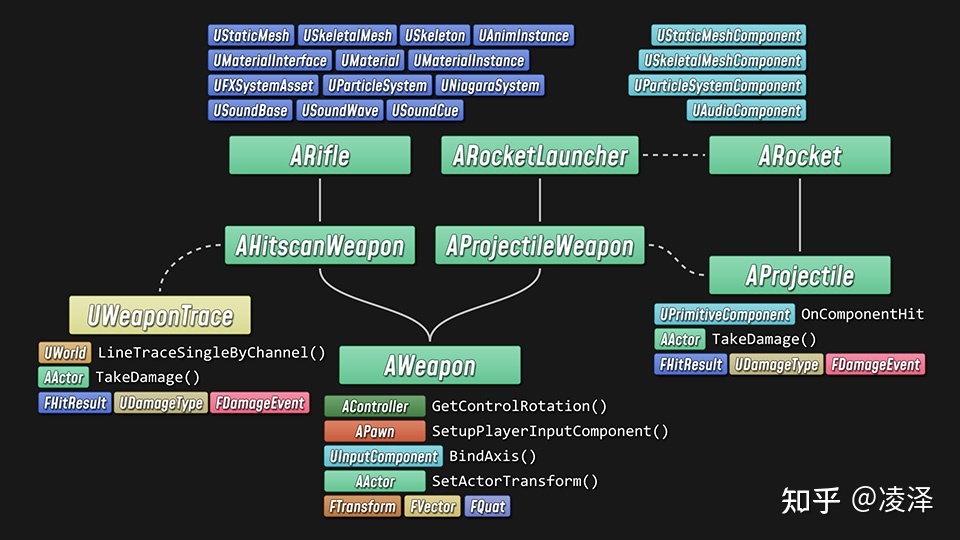 UStaticMesh USkeletalMesh USkeleton UAnimInstance
UMaterialInterface UMaterial UMaterialInstance
UFXSystemAsset UParticleSystem UNiagaraSystem
USoundBase USoundWave USoundCue
UStaticMeshComponent
USkeletalMeshComponent
UParticleSystemComponent
UAudioComponent
ARifle
ARocketLauncher
ARocket
AHitscanWeapon
AProjectileWeapon
AProjectile
UPrimitiveComponent OnComponentHit
AActor TakeDamage()
FHitResult UDamageType FDamageEvent
UWeaponTrace
UWorld LineTraceSingleByChannel()
AActor TakeDamage()
FHitResult UDamageType FDamageEvent
AWeapon
AController GetControlRotation()
APawn SetupPlayerInputComponent()
UInputComponent BindAxis()
AActor SetActorTransform()
FTransform FVector FQuat
知乎 @凌泽